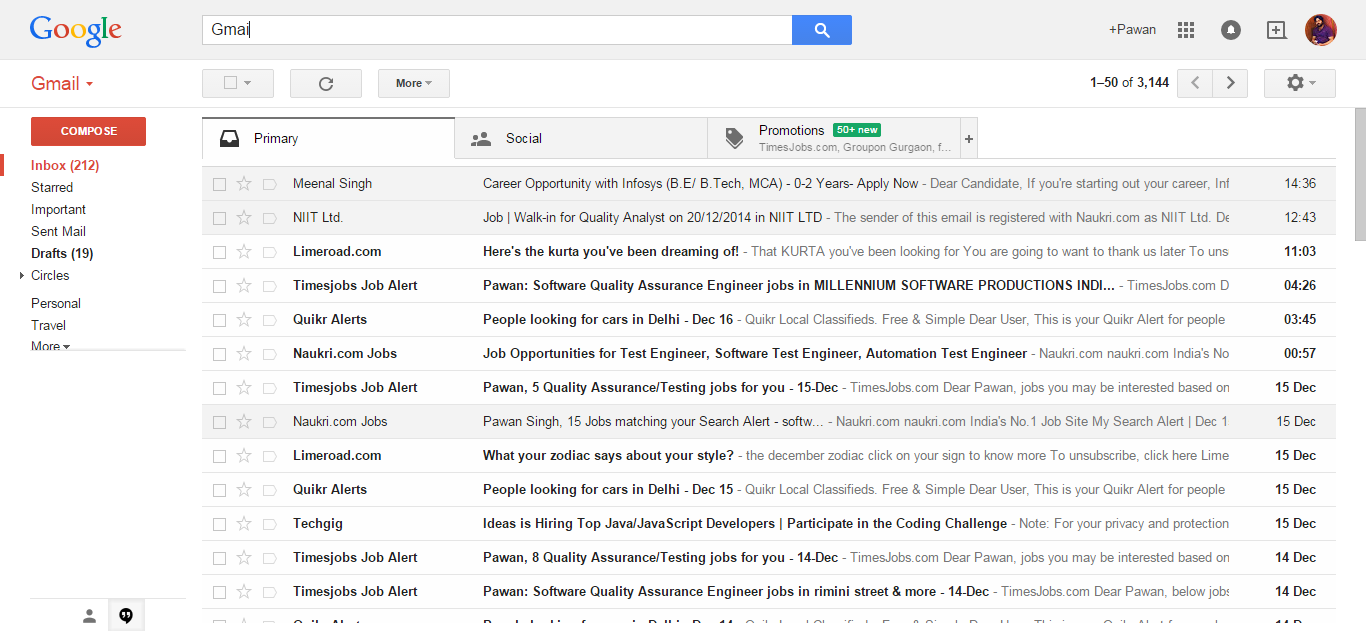 Google
Gmai
+Pawan
Gmail
More
1–50 of 3,144
COMPOSE
Inbox (212)
Starred
Important
Sent Mail
Drafts (19)
Circles
Personal
Travel
More
Primary
Social
Promotions 50+ new
TimesJobs.com, Groupon Gurgaon, f...
Meenal Singh Career Opportunity with Infosys (B.E/ B.Tech, MCA) - 0-2 Years- Apply Now - Dear Candidate, If you're starting out your career, Inf 14:36
NIIT Ltd. Job | Walk-in for Quality Analyst on 20/12/2014 in NIIT LTD - The sender of this email is registered with Naukri.com as NIIT Ltd. De 12:43
Limeroad.com Here's the kurta you've been dreaming of! - That KURTA you've been looking for You are going to want to thank us later To uns 11:03
Timesjobs Job Alert Pawan: Software Quality Assurance Engineer jobs in MILLENNIUM SOFTWARE PRODUCTIONS INDI... - TimesJobs.com D 04:26
Quikr Alerts People looking for cars in Delhi - Dec 16 - Quikr Local Classifieds. Free & Simple Dear User, This is your Quikr Alert for people 03:45
Naukri.com Jobs Job Opportunities for Test Engineer, Software Test Engineer, Automation Test Engineer - Naukri.com naukri.com India's No 00:57
Timesjobs Job Alert Pawan, 5 Quality Assurance/Testing jobs for you - 15-Dec - TimesJobs.com Dear Pawan, jobs you may be interested based on 15 Dec
Naukri.com Jobs Pawan Singh, 15 Jobs matching your Search Alert - softw... - Naukri.com naukri.com India's No.1 Job Site My Search Alert | Dec 1 15 Dec
Limeroad.com What your zodiac says about your style? - the december zodiac click on your sign to know more To unsubscribe, click here Lime 15 Dec
Quikr Alerts People looking for cars in Delhi - Dec 15 - Quikr Local Classifieds. Free & Simple Dear User, This is your Quikr Alert for people 15 Dec
Techgig Ideas is Hiring Top Java/JavaScript Developers | Participate in the Coding Challenge - Note: For your privacy and protection 15 Dec
Timesjobs Job Alert Pawan, 8 Quality Assurance/Testing jobs for you - 14-Dec - TimesJobs.com Dear Pawan, jobs you may be interested based on 14 Dec
Timesjobs Job Alert Pawan: Software Quality Assurance Engineer jobs in rimini street & more - 14-Dec - TimesJobs.com Dear Pawan, below jobs 14 Dec